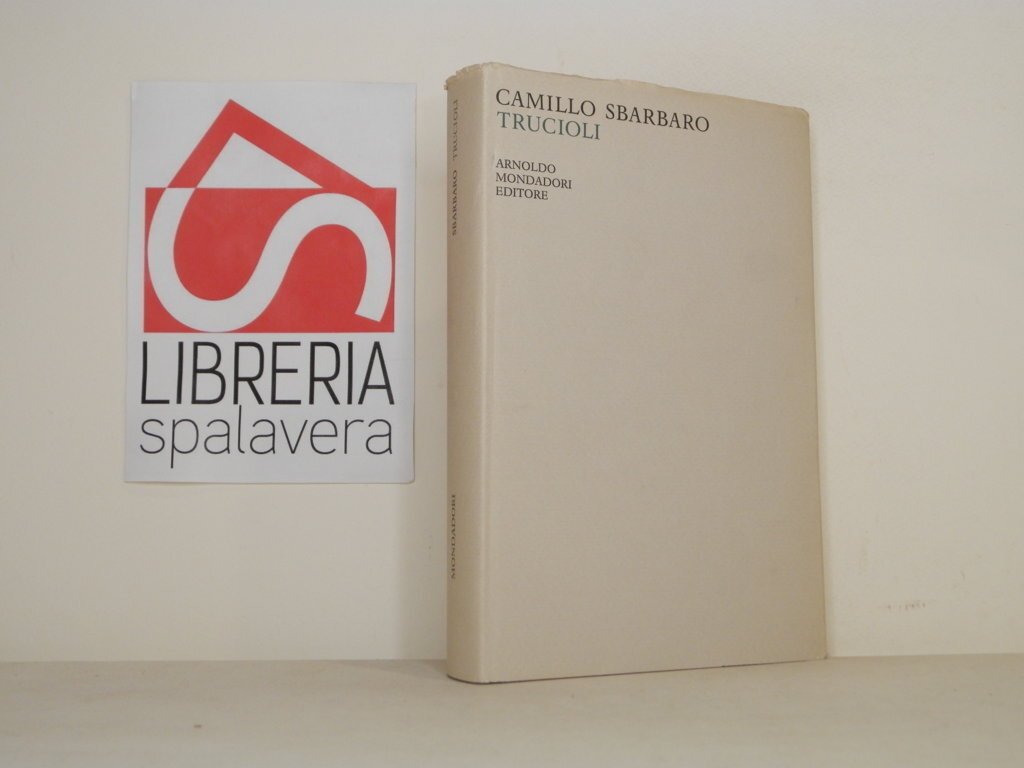 LIBRERIA
spalavera
SBARBARO TRUCIOLI
MONDADORI
CAMILLO SBARBARO
TRUCIOLI
ARNOLDO
MONDADORI
EDITORE